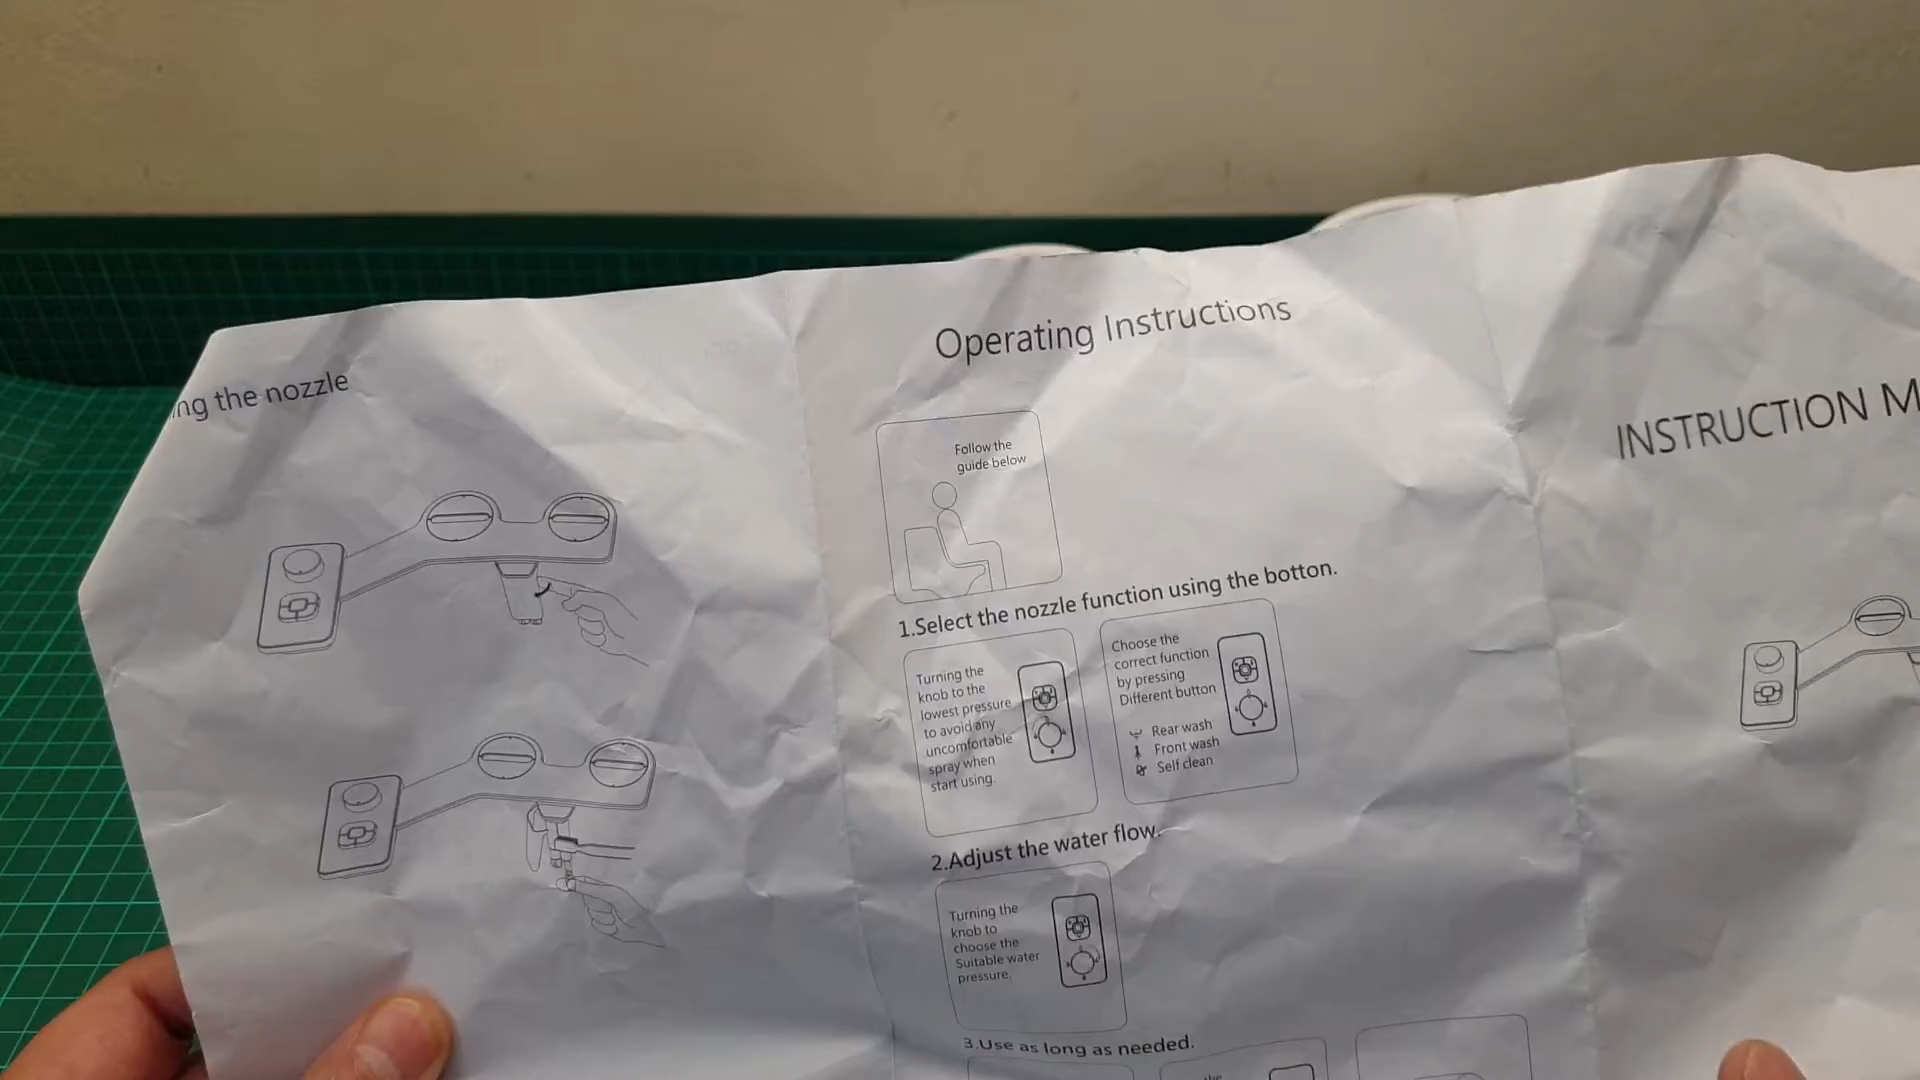 ng the nozzle
Operating Instructions
Follow the
guide below
1.Select the nozzle function using the botton.
Turning the
knob to the
lowest pressure
to avoid any
uncomfortable
spray when
start using.
Choose the
correct function
by pressing
Different button
Rear wash
Front wash
Self clean
2.Adjust the water flow.
Turning the
knob to
choose the
Suitable water
pressure.
3.Use as long as needed.
the
INSTRUCTION M